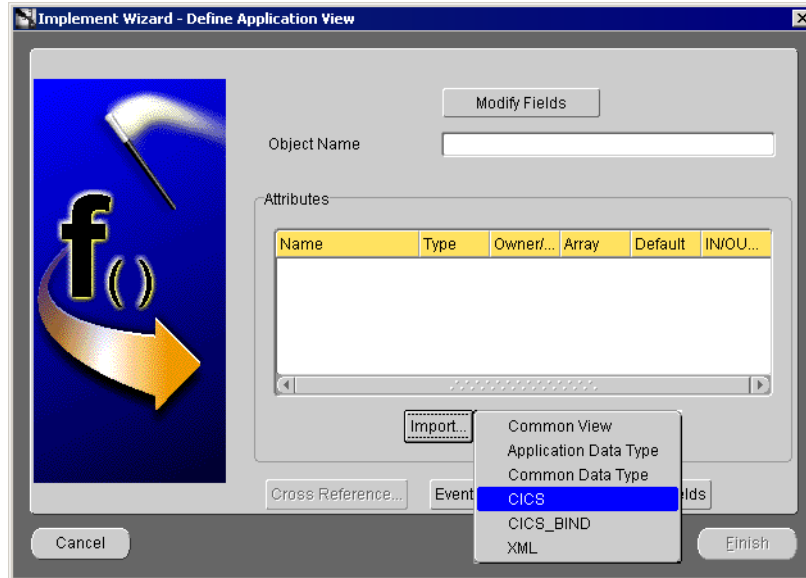 Implement Wizard - Define Application View
Modify Fields
Object Name
Attributes
Name Type Owner/... Array Default IN/OU...
f()
Import...
Common View
Application Data Type
Common Data Type
CICS
CICS_BIND
XML
Cross Reference... Event lds
Cancel Finish